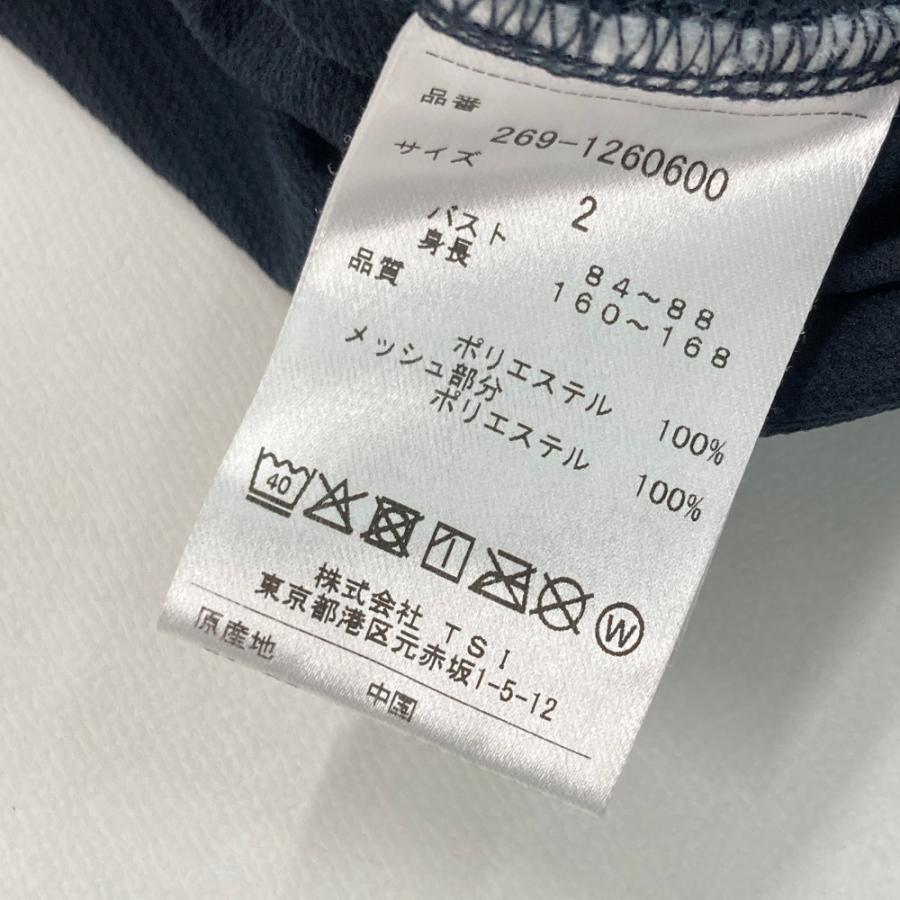 品番 269-1260600
サイズ 2
バスト 84～88
身長 160～168
品質
ポリエステル 100%
メッシュ部分
ポリエステル 100%
40 W
株式会社 TSI
東京都港区元赤坂1-5-12
原産地
中国